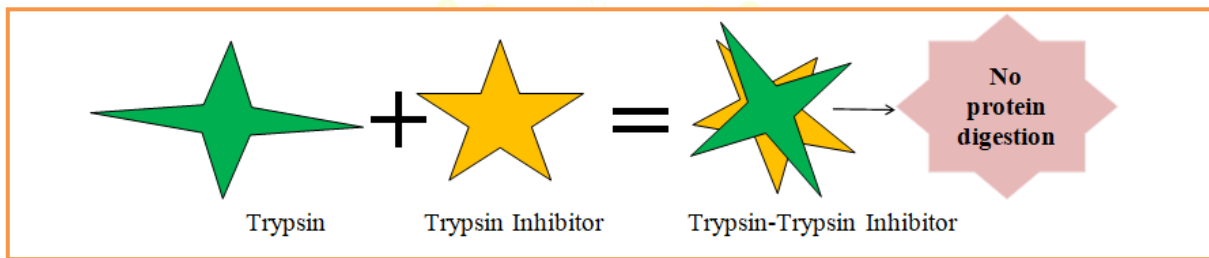 No
protein
digestion
Trypsin
Trypsin Inhibitor
Trypsin-Trypsin Inhibitor